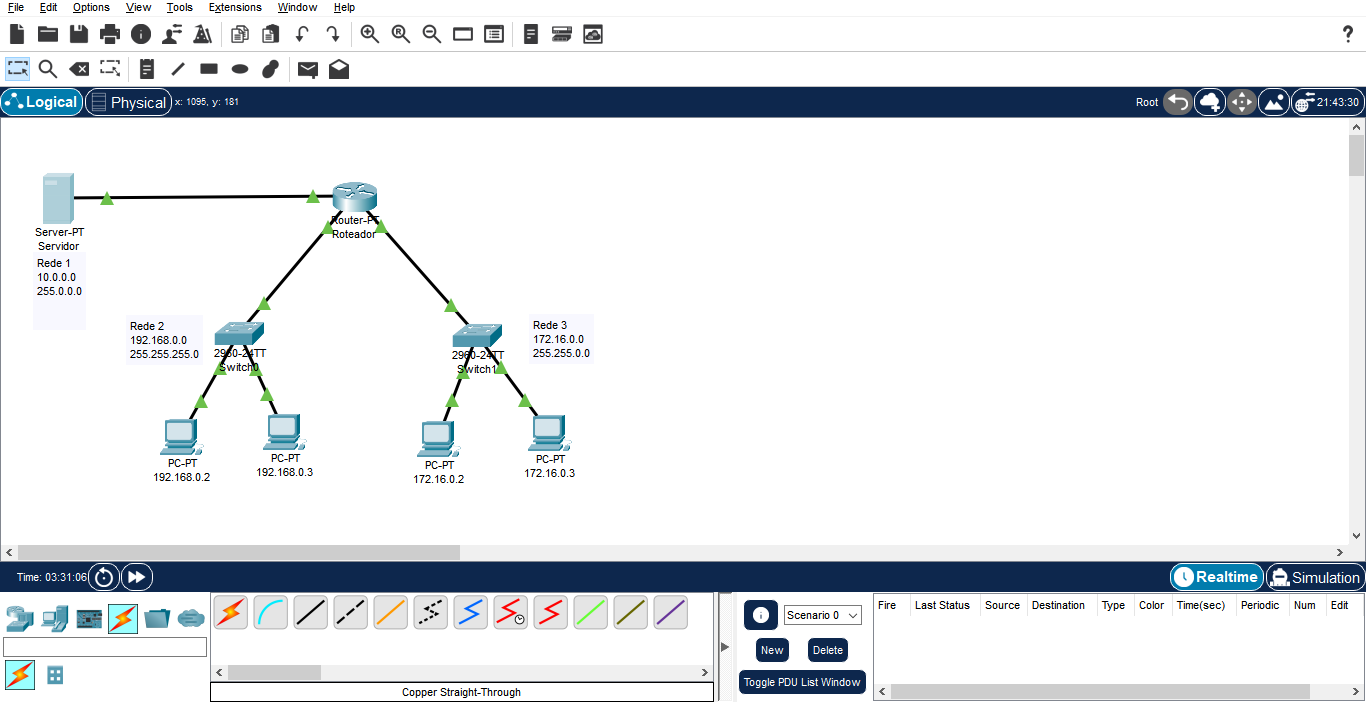 File Edit Options View Tools Extensions Window Help
?
Logical Physical x: 1095, y: 181 Root 21:43:30
Server-PT
Servidor
Rede 1
10.0.0.0
255.0.0.0
Router-PT
Roteador
Rede 2
192.168.0.0
255.255.255.0
2960-24TT
Switch0
2960-24TT
Switch1
Rede 3
172.16.0.0
255.255.0.0
PC-PT
192.168.0.2
PC-PT
192.168.0.3
PC-PT
172.16.0.2
PC-PT
172.16.0.3
Time: 03:31:06 Realtime Simulation
Copper Straight-Through
Scenario 0
New Delete
Toggle PDU List Window
Fire Last Status Source Destination Type Color Time(sec) Periodic Num Edit